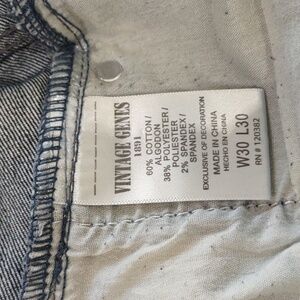 VINTAGE GENES
1891
60% COTTON/
ALGODON
38% POLYESTER/
POLIESTER
2% SPANDEX/
SPANDEX
EXCLUSIVE OF DECORATION
MADE IN CHINA
HECHO EN CHINA
W30 L30
RN # 120382